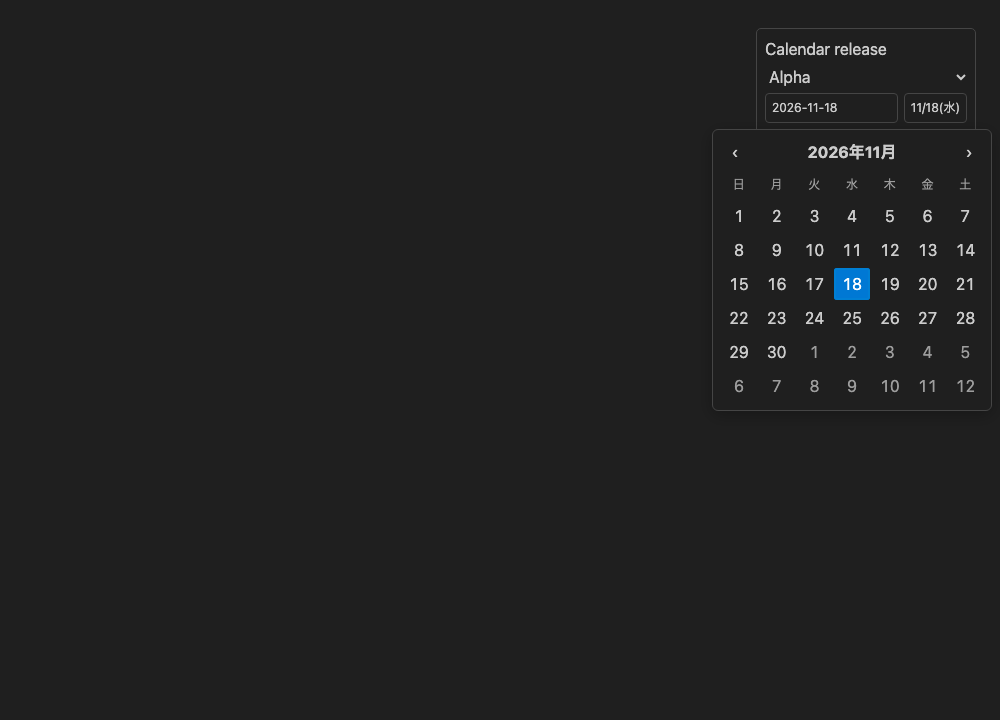 Calendar release
Alpha
2026-11-18 11/18(水)
‹ 2026年11月 ›
日 月 火 水 木 金 土
1 2 3 4 5 6 7
8 9 10 11 12 13 14
15 16 17 18 19 20 21
22 23 24 25 26 27 28
29 30 1 2 3 4 5
6 7 8 9 10 11 12